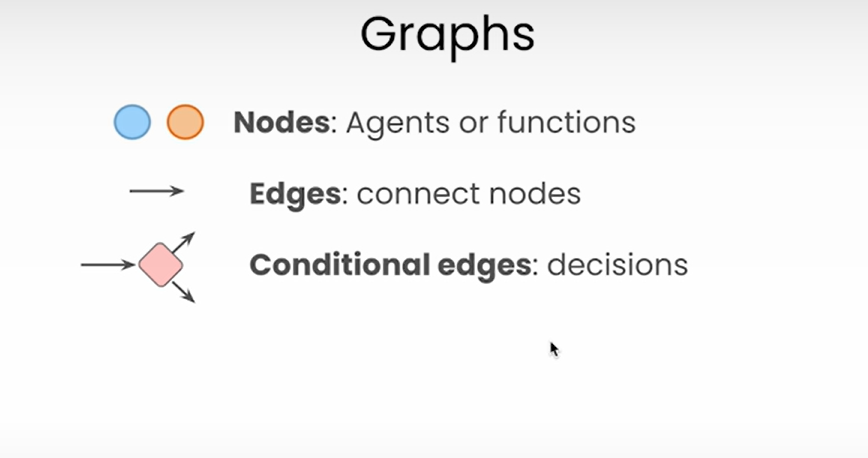 Graphs
Nodes: Agents or functions
Edges: connect nodes
Conditional edges: decisions